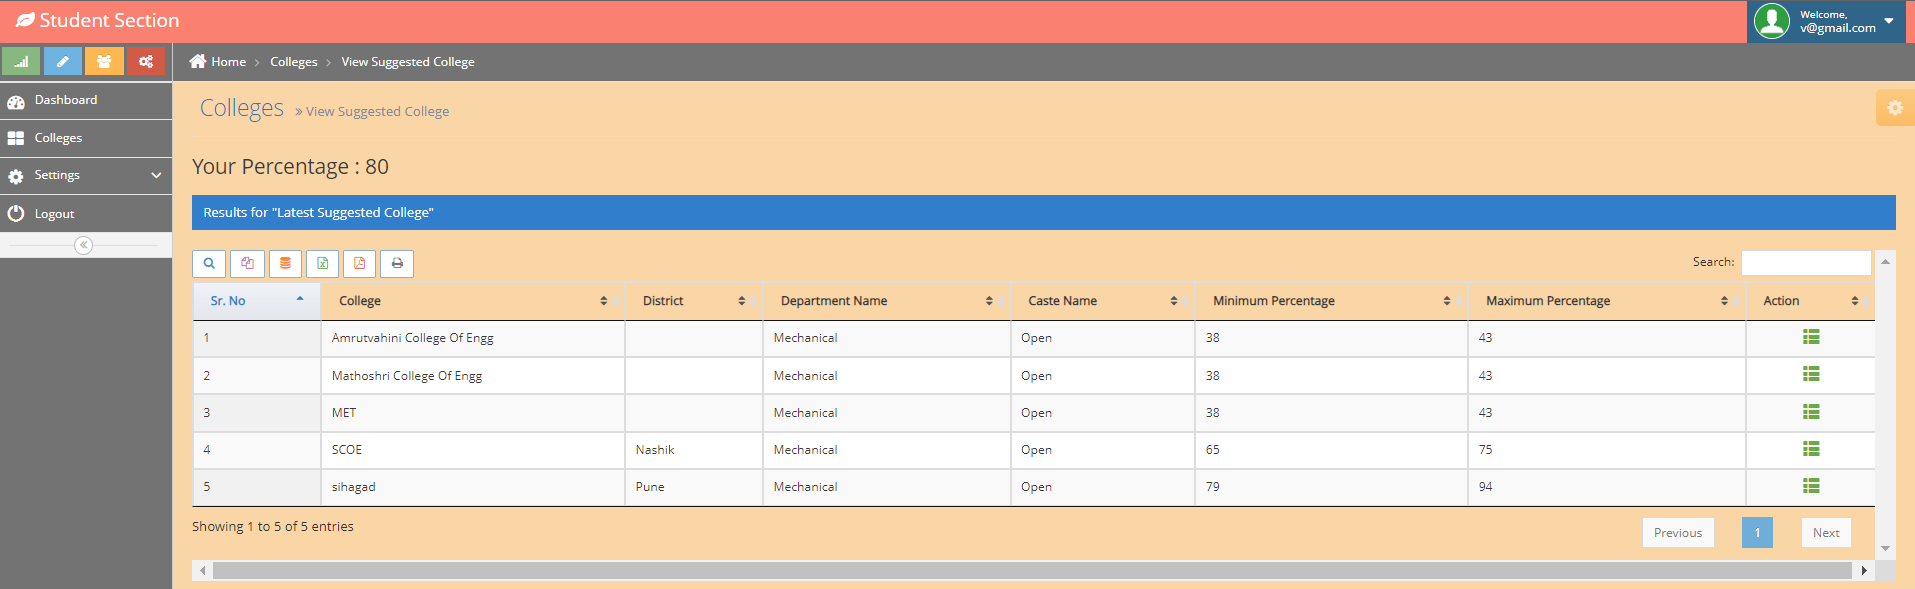 Student Section
Welcome,
v@gmail.com
Home Colleges View Suggested College
Dashboard
Colleges
Settings
Logout
Colleges » View Suggested College
Your Percentage : 80
Results for "Latest Suggested College"
Search:
Sr. No College District Department Name Caste Name Minimum Percentage Maximum Percentage Action
1 Amrutvahini College Of Engg Mechanical Open 38 43
2 Mathoshri College Of Engg Mechanical Open 38 43
3 MET Mechanical Open 38 43
4 SCOE Nashik Mechanical Open 65 75
5 sihagad Pune Mechanical Open 79 94
Showing 1 to 5 of 5 entries
Previous 1 Next